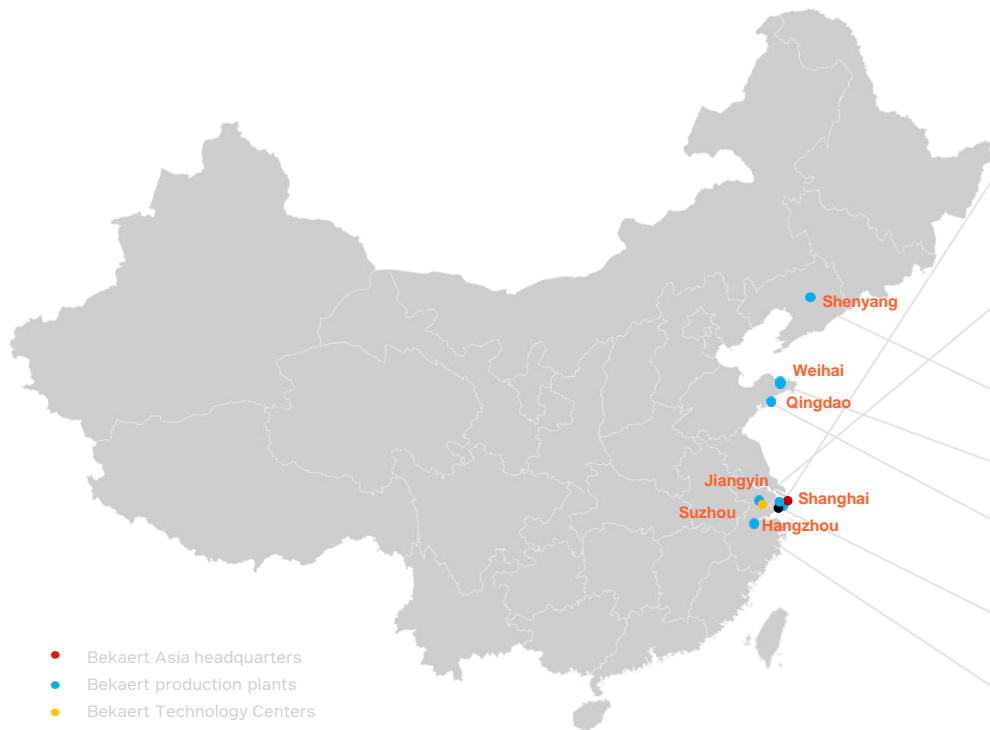 Shenyang
Weihai
Qingdao
Jiangyin
Shanghai
Suzhou
Hangzhou
Bekaert Asia headquarters
Bekaert production plants
Bekaert Technology Centers